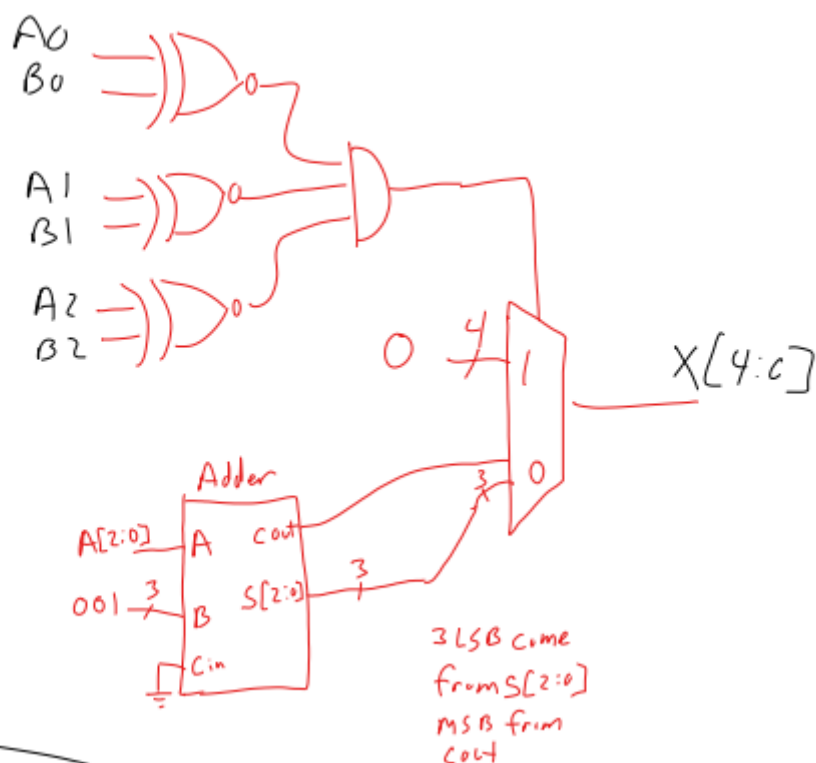 A0
B0
A1
B1
A2
B2
0
4
1
X[4:0]
0
3
Adder
A[2:0]
A
Cout
001
3
B
S[2:0]
3
Cin
3 LSB come
from S[2:0]
MSB from
Cout